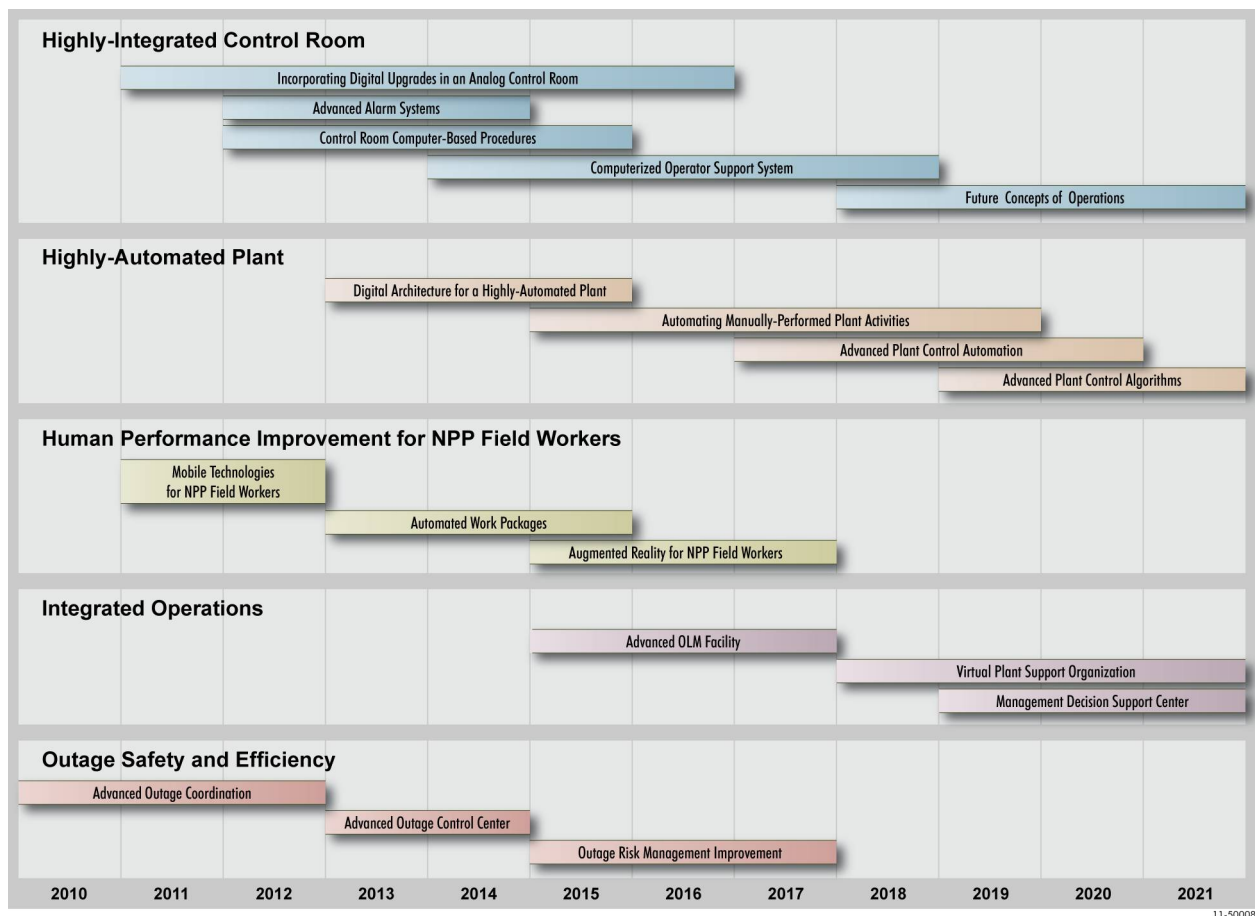 Highly-Integrated Control Room
Incorporating Digital Upgrades in an Analog Control Room
Advanced Alarm Systems
Control Room Computer-Based Procedures
Computerized Operator Support System
Future Concepts of Operations
Highly-Automated Plant
Digital Architecture for a Highly-Automated Plant
Automating Manually-Performed Plant Activities
Advanced Plant Control Automation
Advanced Plant Control Algorithms
Human Performance Improvement for NPP Field Workers
Mobile Technologies
for NPP Field Workers
Automated Work Packages
Augmented Reality for NPP Field Workers
Integrated Operations
Advanced OLM Facility
Virtual Plant Support Organization
Management Decision Support Center
Outage Safety and Efficiency
Advanced Outage Coordination
Advanced Outage Control Center
Outage Risk Management Improvement
2010 2011 2012 2013 2014 2015 2016 2017 2018 2019 2020 2021
11-50008